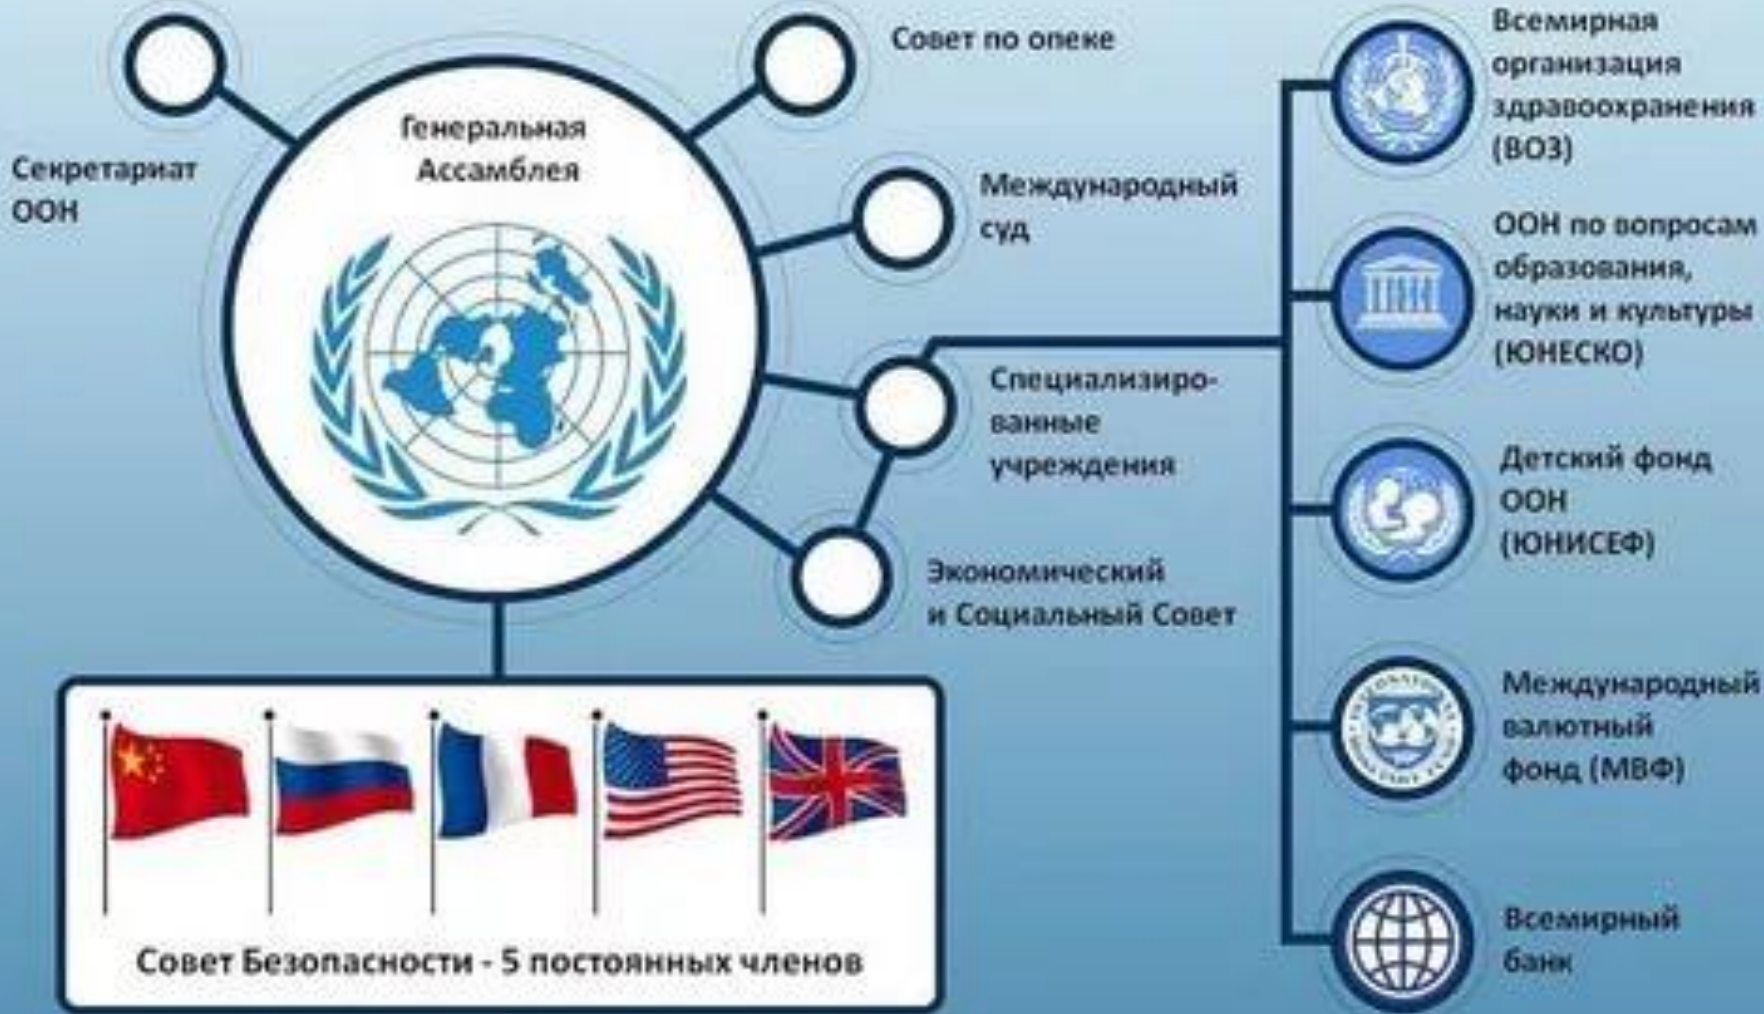 Секретариат
ООН
Генеральная
Ассамблея
Совет по опеке
Международный
суд
Специализиро-
ванные
учреждения
Экономический
и Социальный Совет
Совет Безопасности - 5 постоянных членов
Всемирная
организация
здравоохранения
(ВОЗ)
ООН по вопросам
образования,
науки и культуры
(ЮНЕСКО)
Детский фонд
ООН
(ЮНИСЕФ)
Международный
валютный
фонд (МВФ)
Всемирный
банк